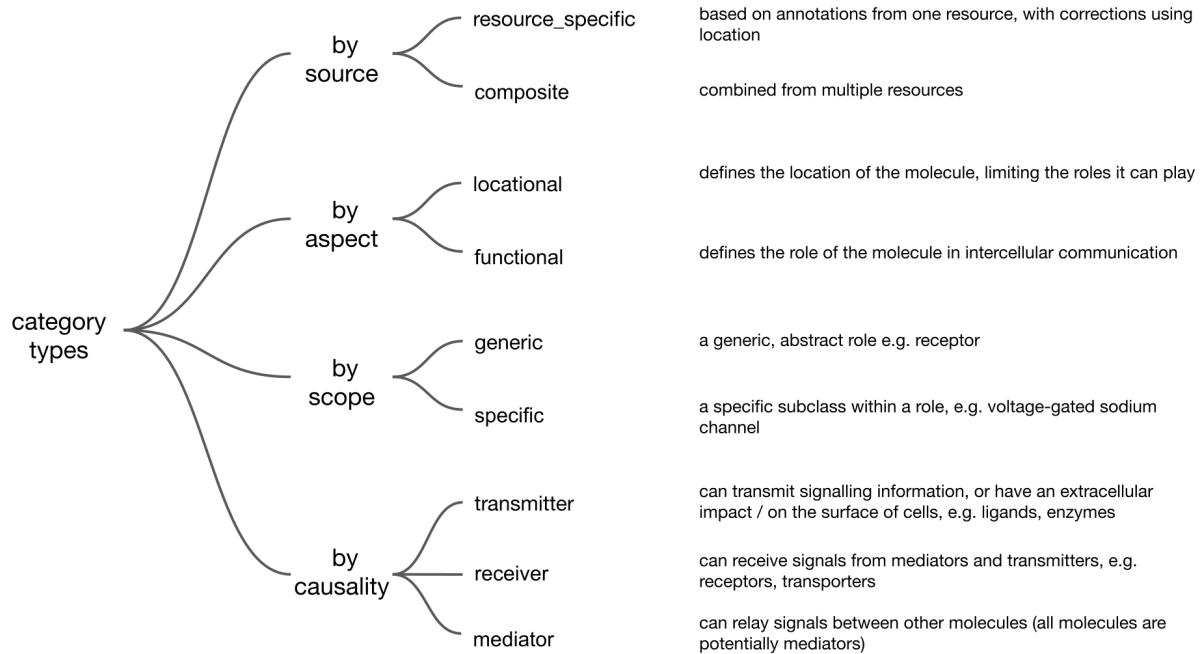 category
types
by
source
resource_specific
based on annotations from one resource, with corrections using
location
composite
combined from multiple resources
by
aspect
locational
defines the location of the molecule, limiting the roles it can play
functional
defines the role of the molecule in intercellular communication
by
scope
generic
a generic, abstract role e.g. receptor
specific
a specific subclass within a role, e.g. voltage-gated sodium
channel
by
causality
transmitter
can transmit signalling information, or have an extracellular
impact / on the surface of cells, e.g. ligands, enzymes
receiver
can receive signals from mediators and transmitters, e.g.
receptors, transporters
mediator
can relay signals between other molecules (all molecules are
potentially mediators)